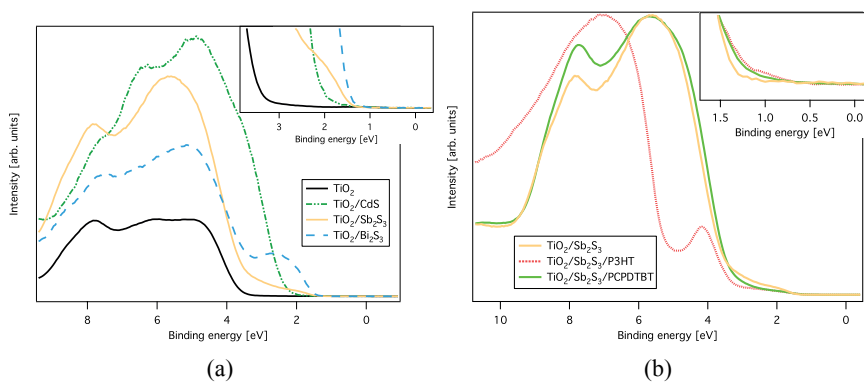 Intensity [arb. units]
3 2 1 0
Binding energy [eV]
TiO₂
TiO₂/CdS
TiO₂/Sb₂S₃
TiO₂/Bi₂S₃
8 6 4 2 0
Binding energy [eV]
(a)
Intensity [arb. units]
1.5 1.0 0.5 0.0
Binding energy [eV]
TiO₂/Sb₂S₃
TiO₂/Sb₂S₃/P3HT
TiO₂/Sb₂S₃/PCPDTBT
10 8 6 4 2 0
Binding energy [eV]
(b)